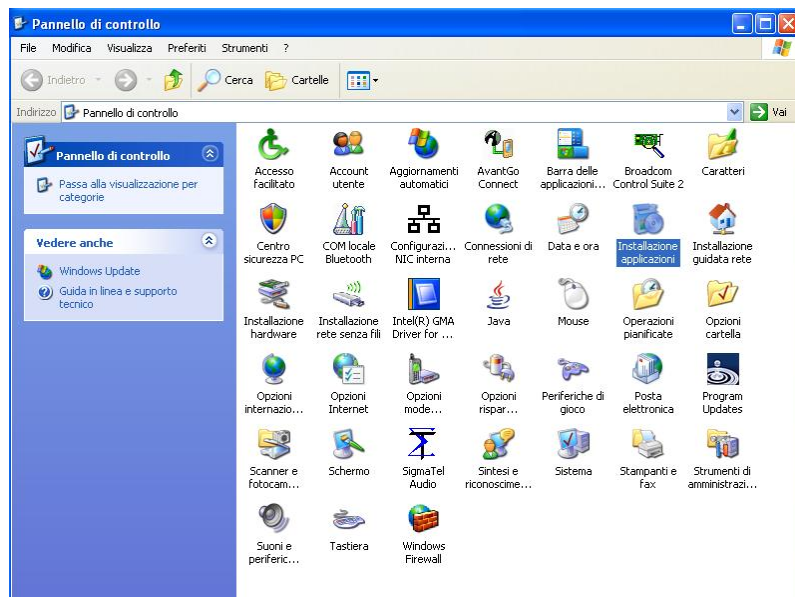 Pannello di controllo
File Modifica Visualizza Preferiti Strumenti ?
Indietro Cerca Cartelle
Indirizzo Pannello di controllo Vai
Pannello di controllo
Passa alla visualizzazione per
categorie
Vedere anche
Windows Update
Guida in linea e supporto
tecnico
Accesso
facilitato
Account
utente
Aggiornamenti
automatici
AvantGo
Connect
Barra delle
applicazioni...
Broadcom
Control Suite 2
Caratteri
Centro
sicurezza PC
COM locale
Bluetooth
Configurazi...
NIC interna
Connessioni di
rete
Data e ora
Installazione
applicazioni
Installazione
guidata rete
Installazione
hardware
Installazione
rete senza fili
Intel(R) GMA
Driver for ...
Java
Mouse
Operazioni
pianificate
Opzioni
cartella
Opzioni
internazio...
Opzioni
Internet
Opzioni
mode...
Opzioni
rispar...
Periferiche di
gioco
Posta
elettronica
Program
Updates
Scanner e
fotocam...
Schermo
SigmaTel
Audio
Sintesi e
riconoscime...
Sistema
Stampanti e
fax
Strumenti di
amministrazi...
Suoni e
periferic...
Tastiera
Windows
Firewall